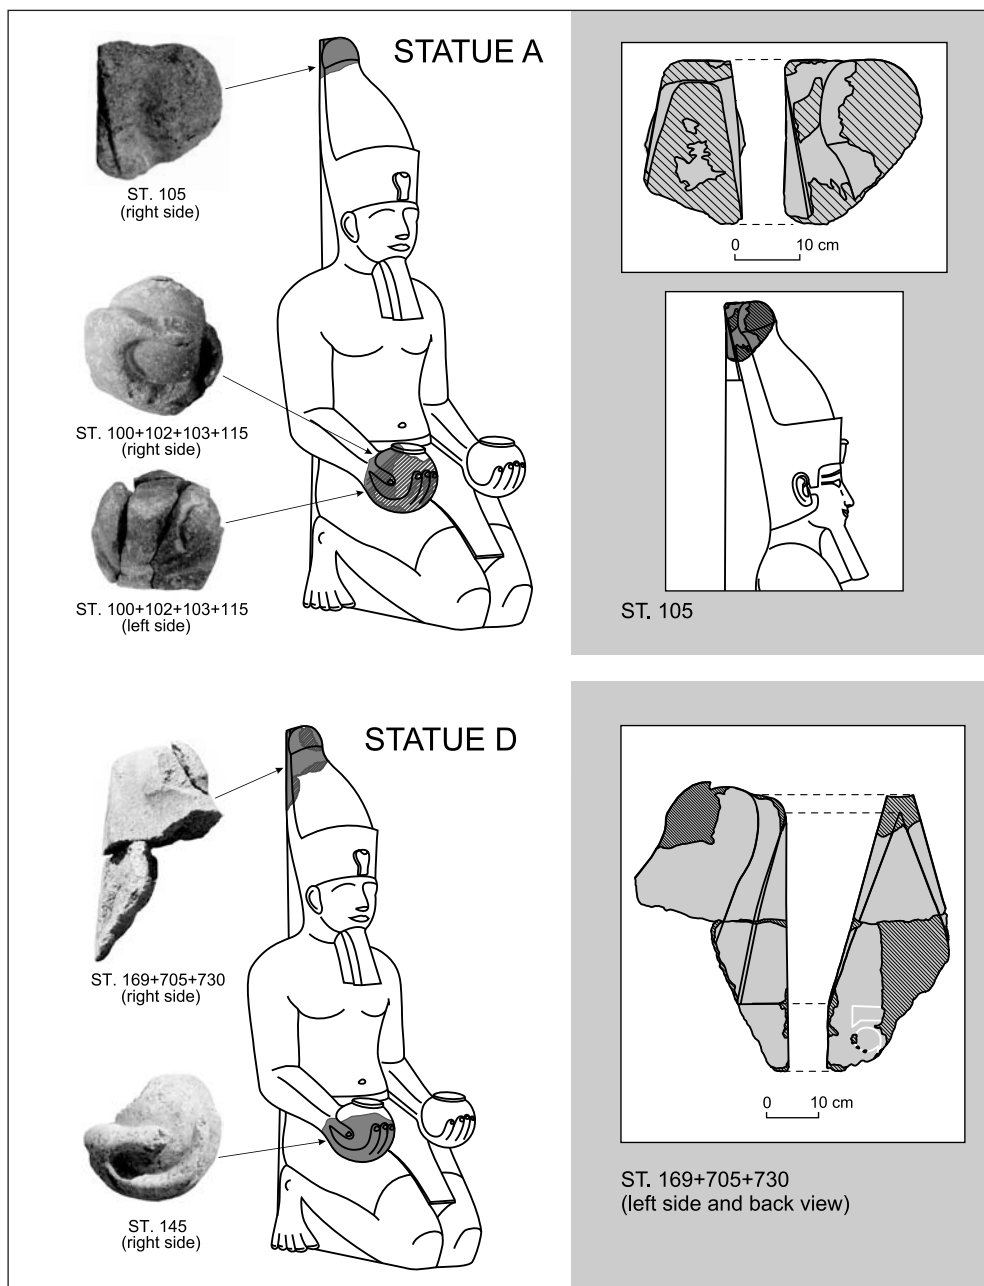 STATUE A
ST. 105
(right side)
ST. 100+102+103+115
(right side)
ST. 100+102+103+115
(left side)
0 10 cm
ST. 105
STATUE D
ST. 169+705+730
(right side)
ST. 145
(right side)
5
0 10 cm
ST. 169+705+730
(left side and back view)